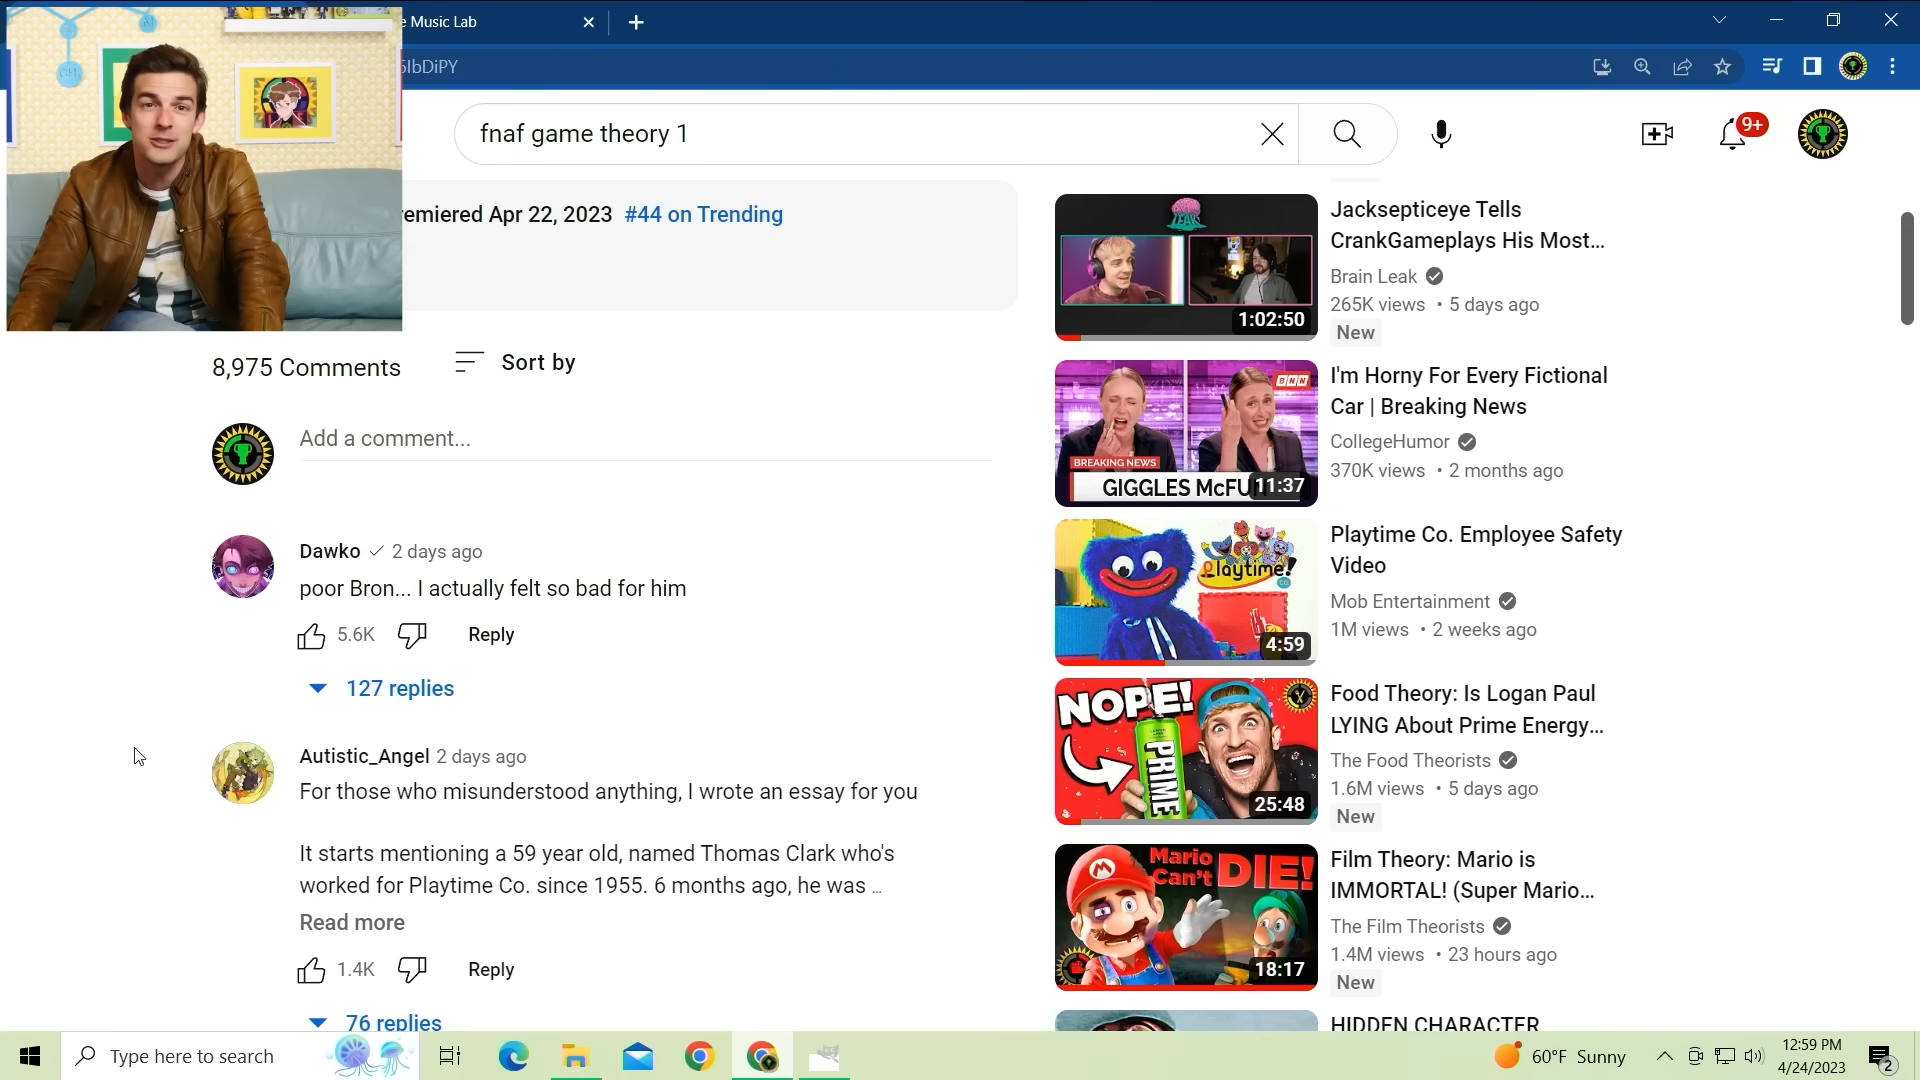 e Music Lab
5IbDiPY
fnaf game theory 1
9+
remiered Apr 22, 2023 #44 on Trending
8,975 Comments
Sort by
Add a comment...
Dawko 2 days ago
poor Bron... I actually felt so bad for him
5.6K
Reply
127 replies
Autistic_Angel 2 days ago
For those who misunderstood anything, I wrote an essay for you
It starts mentioning a 59 year old, named Thomas Clark who's
worked for Playtime Co. since 1955. 6 months ago, he was ...
Read more
1.4K
Reply
76 replies
1:02:50
Jacksepticeye Tells
CrankGameplays His Most...
Brain Leak
265K views • 5 days ago
New
BNN
BREAKING NEWS
GIGGLES McFUN
11:37
I'm Horny For Every Fictional
Car | Breaking News
CollegeHumor
370K views • 2 months ago
Playtime!
Co.
4:59
Playtime Co. Employee Safety
Video
Mob Entertainment
1M views • 2 weeks ago
NOPE!
PRIME
25:48
Food Theory: Is Logan Paul
LYING About Prime Energy...
The Food Theorists
1.6M views • 5 days ago
New
Mario
Can't DIE!
18:17
Film Theory: Mario is
IMMORTAL! (Super Mario...
The Film Theorists
1.4M views • 23 hours ago
New
HIDDEN CHARACTER
Type here to search
60°F Sunny
12:59 PM
4/24/2023
2